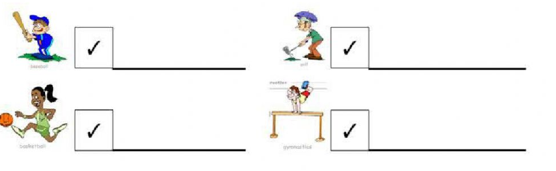 ✓ ✓
baseball golf
✓ ✓
basketball gymnastics